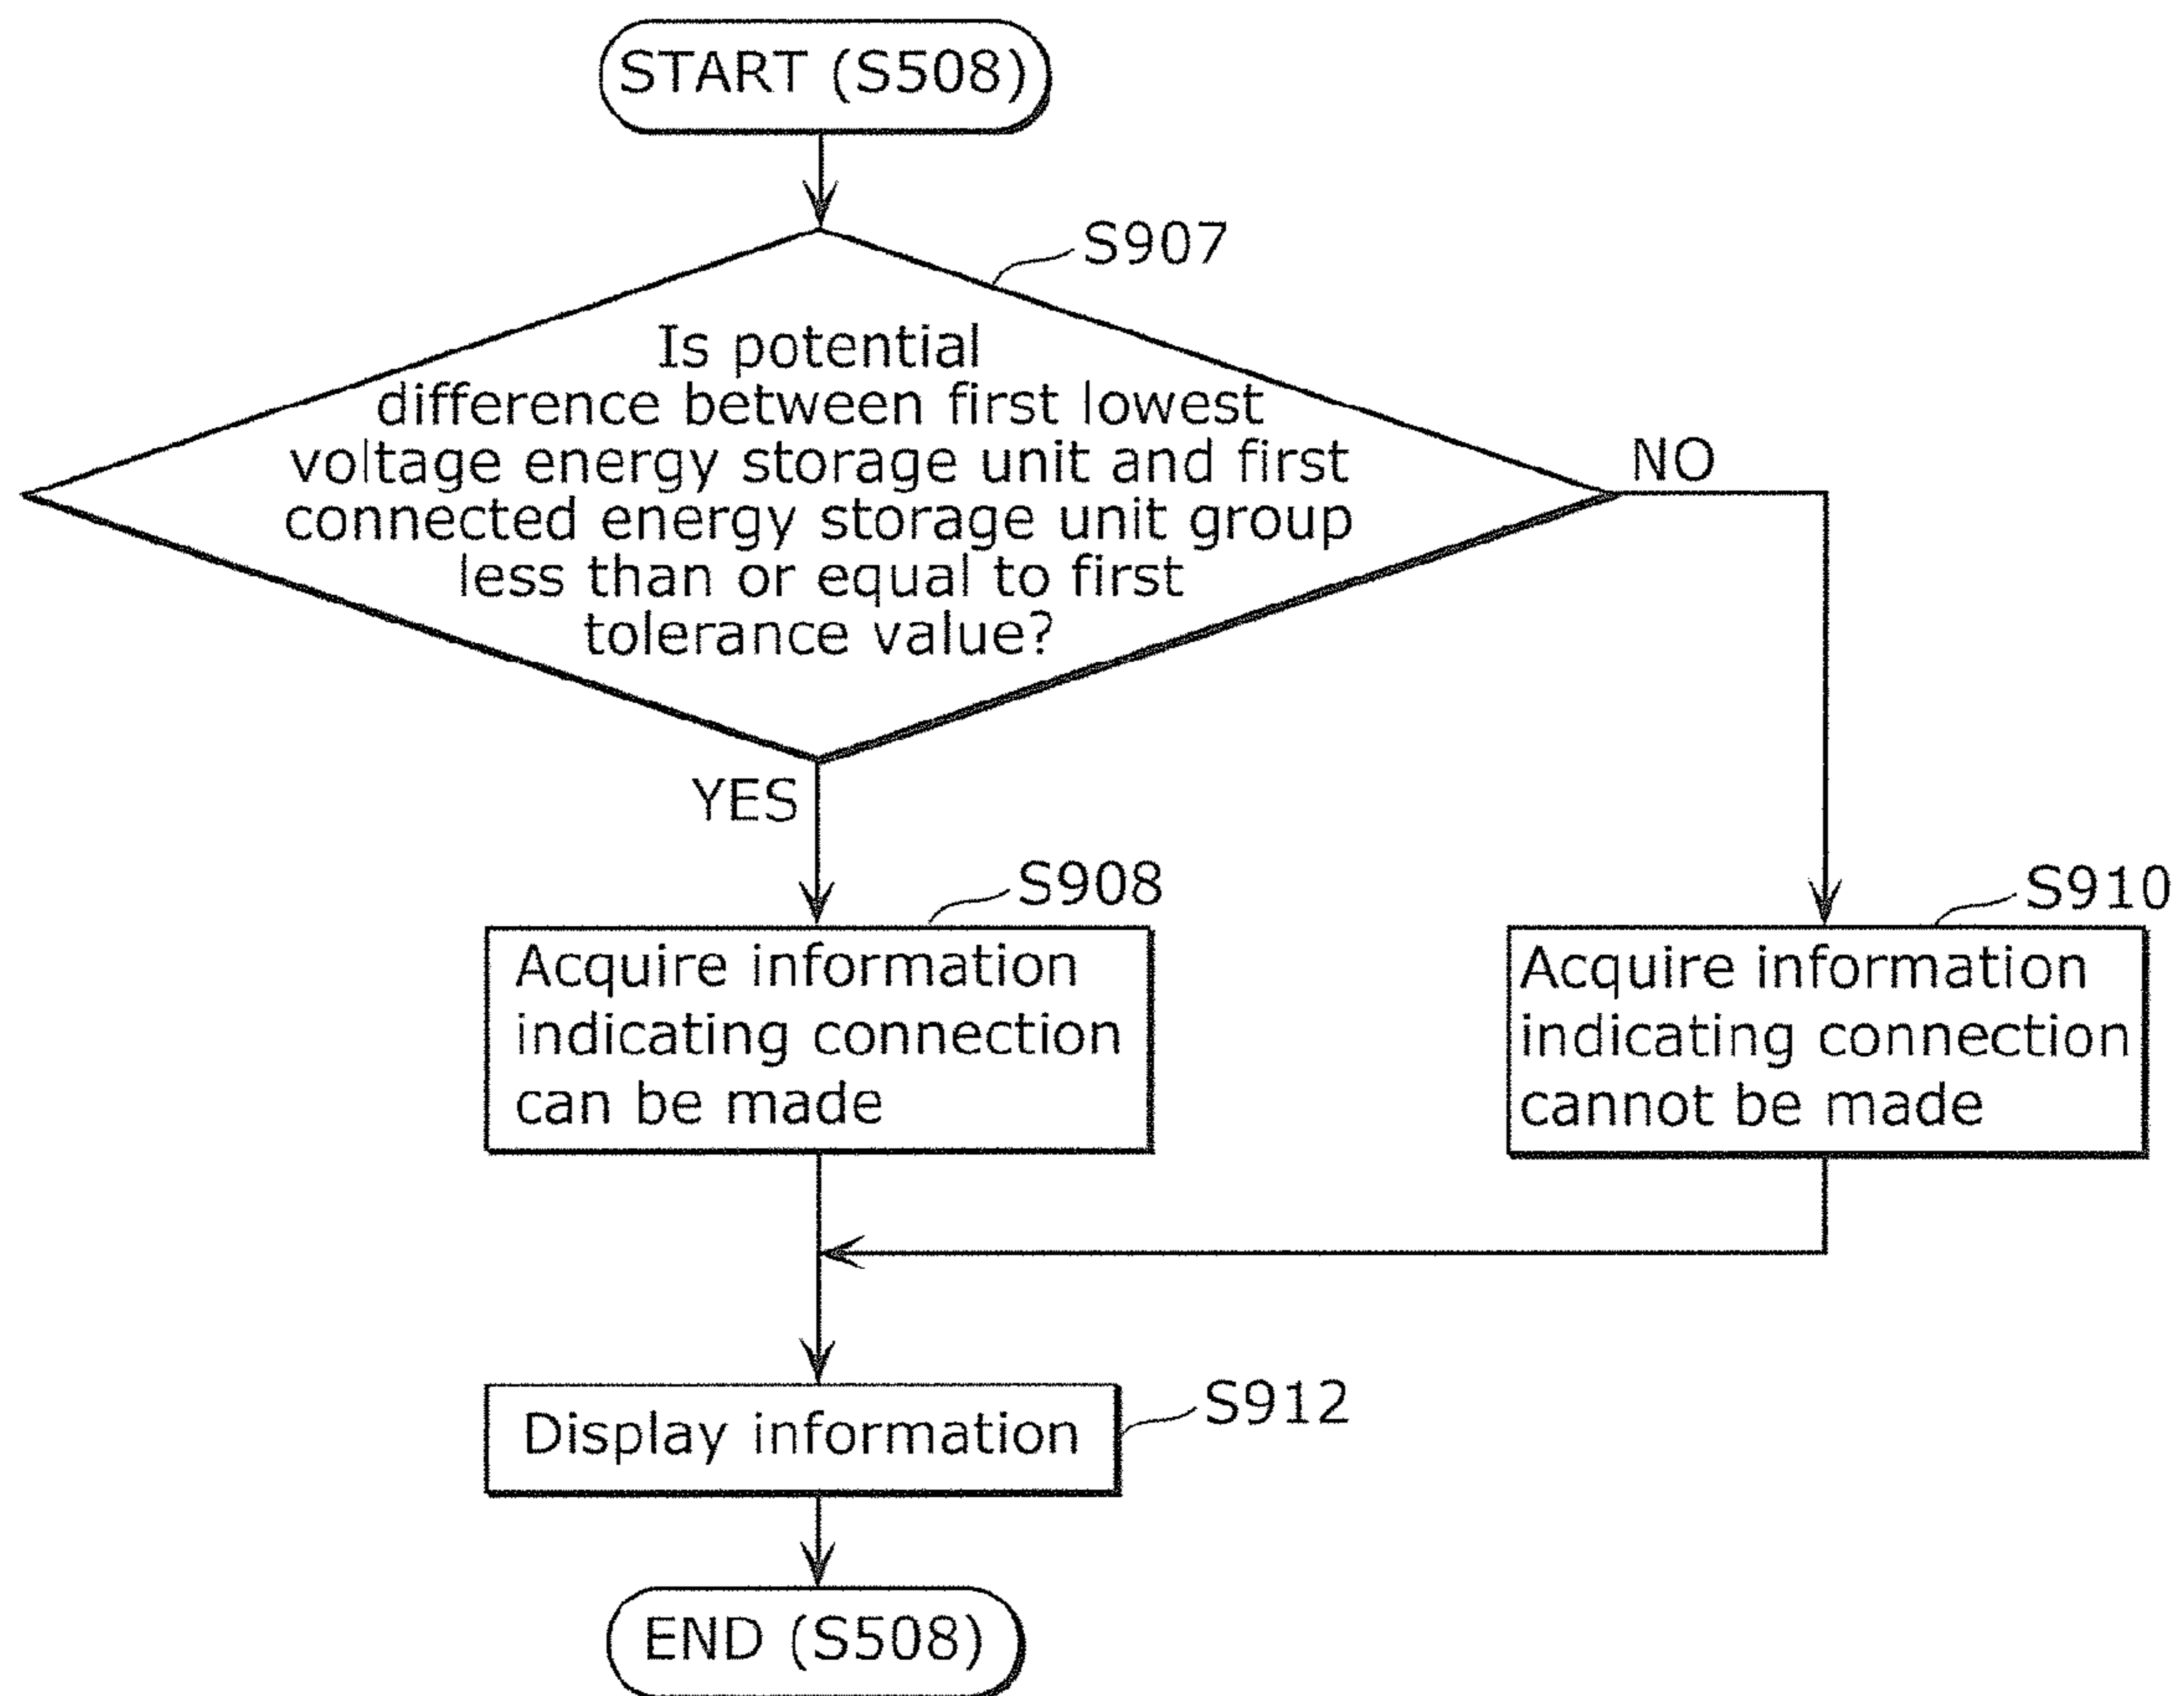 START (S508)
S907
Is potential
difference between first lowest
voltage energy storage unit and first
connected energy storage unit group
less than or equal to first
tolerance value?
NO
YES
S908
Acquire information
indicating connection
can be made
S910
Acquire information
indicating connection
cannot be made
S912
Display information
END (S508)